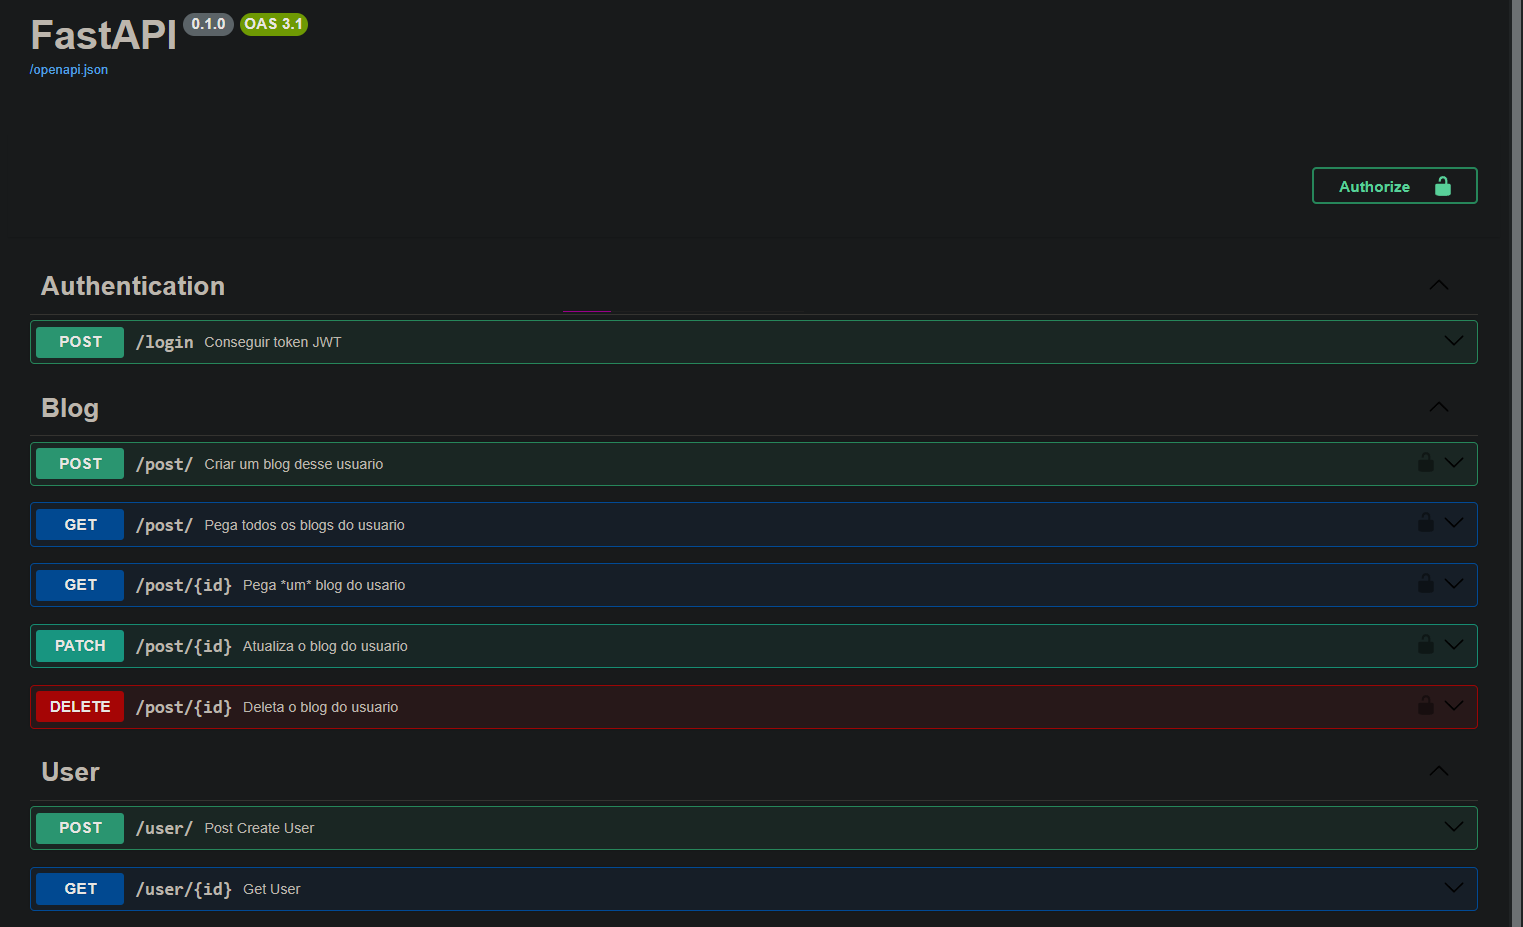 FastAPI 0.1.0 OAS 3.1
/openapi.json
Authorize
Authentication
POST /login Conseguir token JWT
Blog
POST /post/ Criar um blog desse usuario
GET /post/ Pega todos os blogs do usuario
GET /post/{id} Pega *um* blog do usario
PATCH /post/{id} Atualiza o blog do usuario
DELETE /post/{id} Deleta o blog do usuario
User
POST /user/ Post Create User
GET /user/{id} Get User